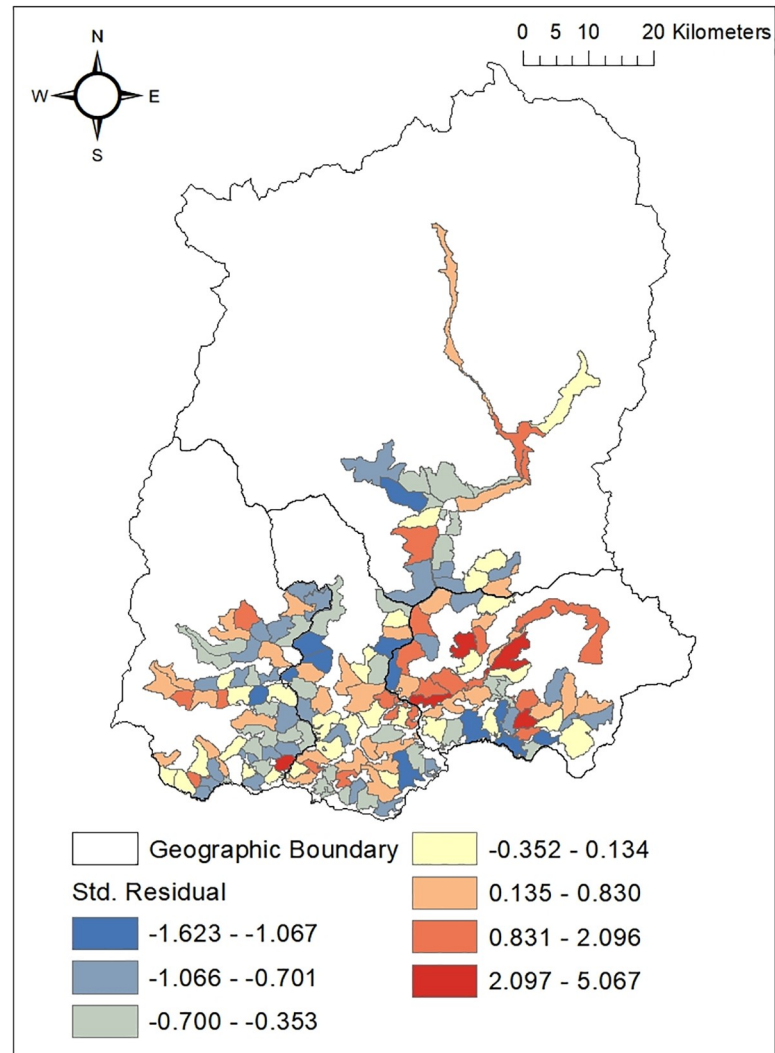 0 5 10 20 Kilometers
N
W E
S
Geographic Boundary
Std. Residual
-1.623 - -1.067
-1.066 - -0.701
-0.700 - -0.353
-0.352 - 0.134
0.135 - 0.830
0.831 - 2.096
2.097 - 5.067